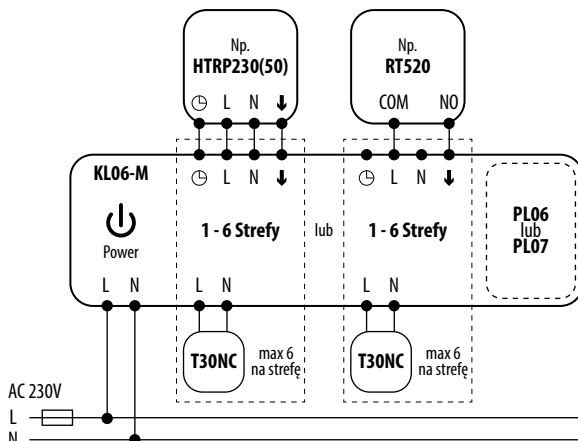 Np.
HTRP230(50)
L N
Np.
RT520
COM NO
KL06-M
L N
L N
Power
1 - 6 Strefy
lub
1 - 6 Strefy
PL06
lub
PL07
L N
L N
L N
T30NC
max 6
na strefę
T30NC
max 6
na strefę
AC 230V
L
N